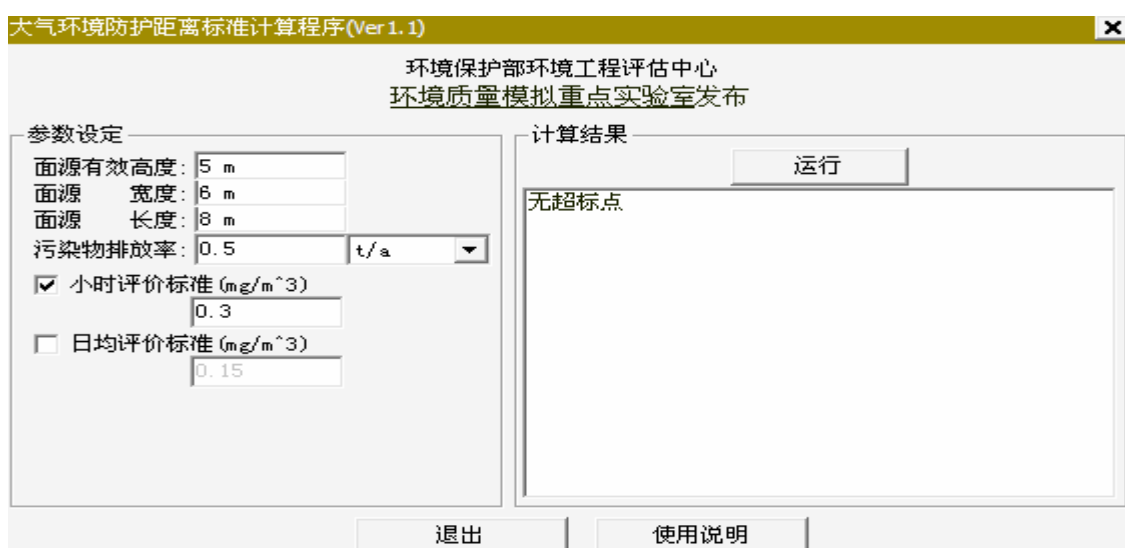 大气环境防护距离标准计算程序(Ver1.1)
环境保护部环境工程评估中心
环境质量模拟重点实验室发布
参数设定
面源有效高度: 5 m
面源 宽度: 6 m
面源 长度: 8 m
污染物排放率: 0.5 t/a
小时评价标准(mg/m^3)
0.3
日均评价标准(mg/m^3)
0.15
计算结果
运行
无超标点
退出 使用说明